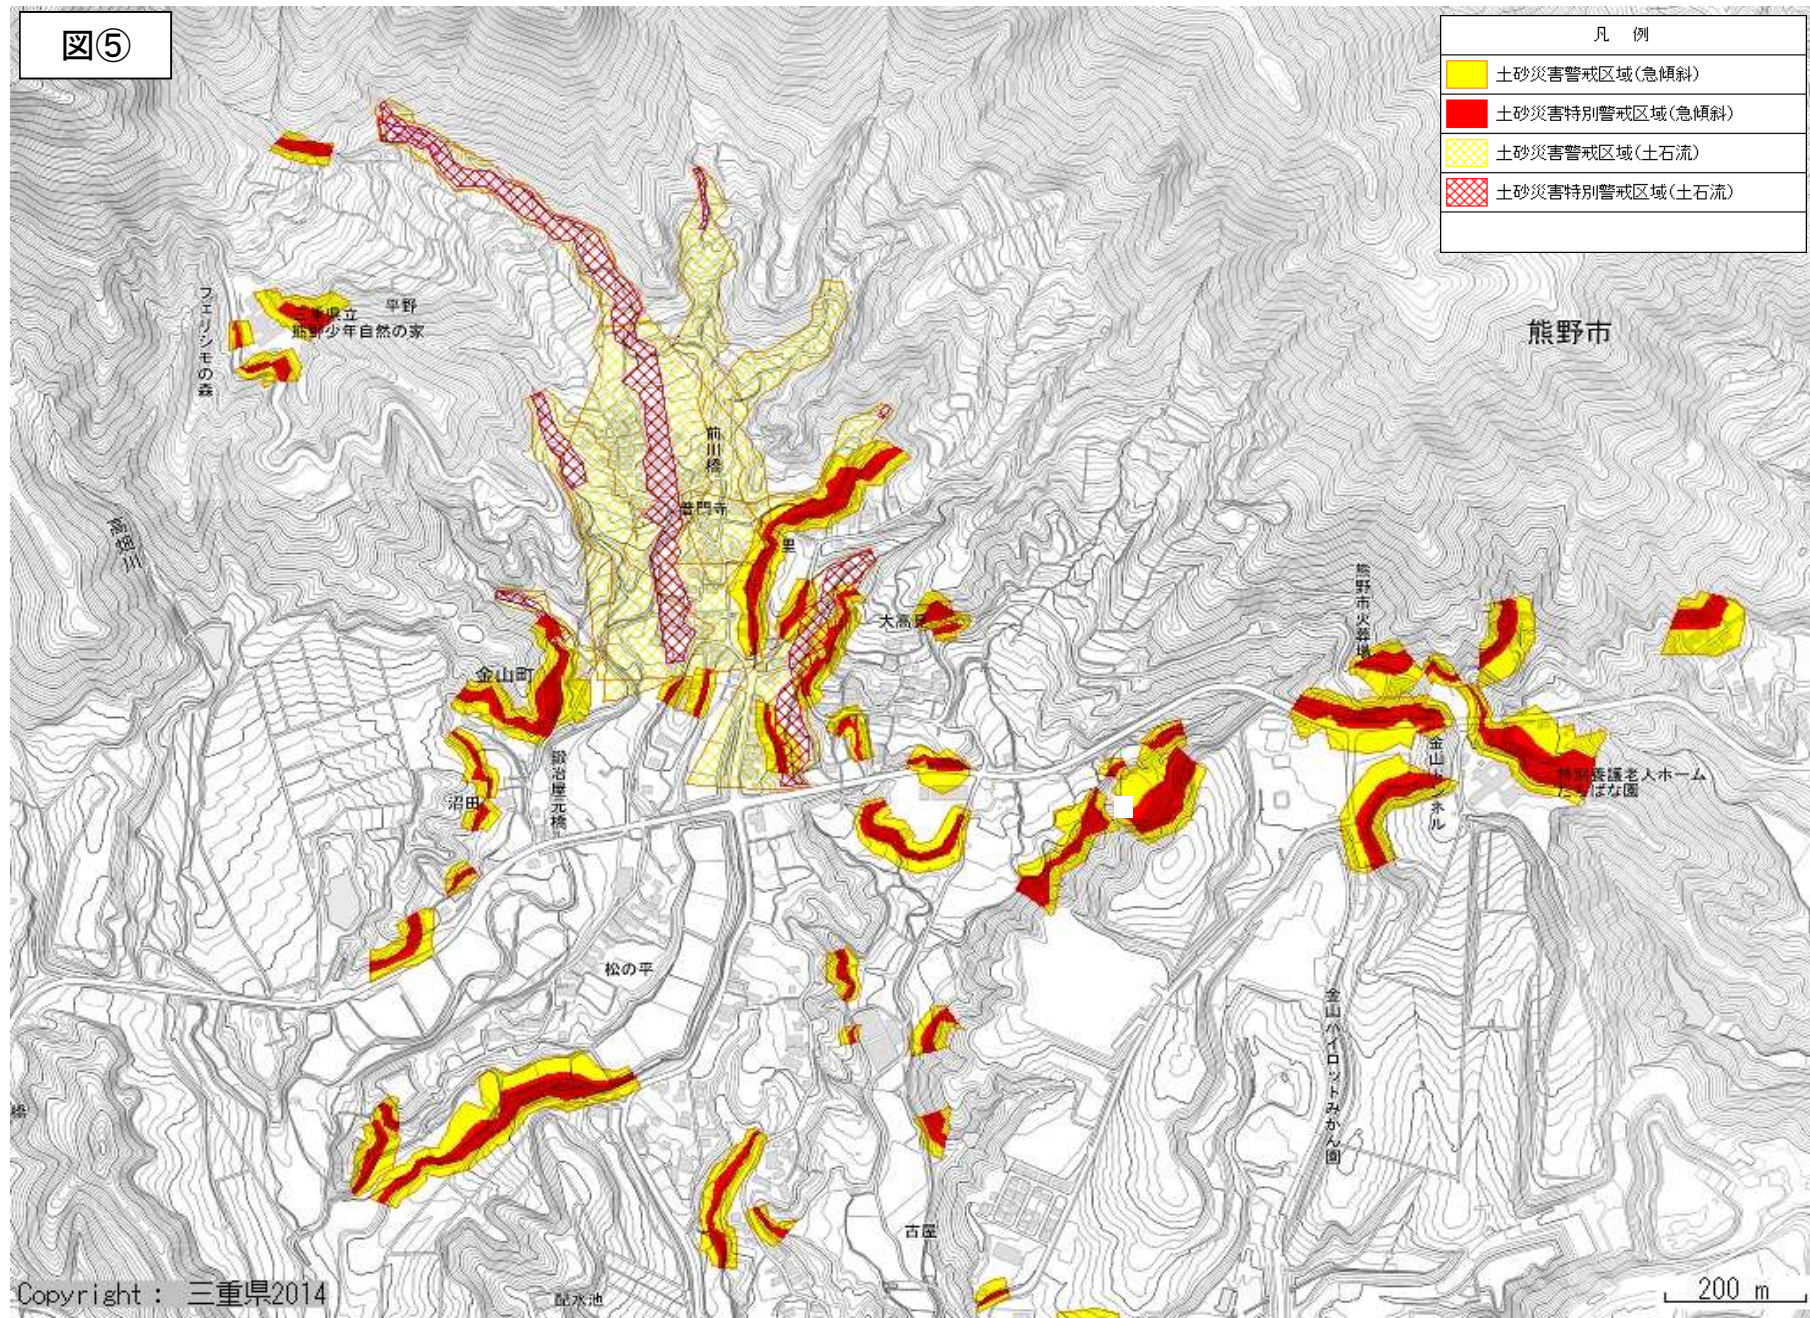 図⑤
凡 例
土砂災害警戒区域(急傾斜)
土砂災害特別警戒区域(急傾斜)
土砂災害警戒区域(土石流)
土砂災害特別警戒区域(土石流)
熊野市
フェリシモの森
平野
三重県立
熊野少年自然の家
前川橋
普門寺
里
大高見
熊野市火葬場
金山町
鍛冶屋元橋
沼田
金山トンネル
特別養護老人ホーム
たちばな園
松の平
金山パイロットみかん園
橋
古屋
配水池
Copyright : 三重県2014
200 m